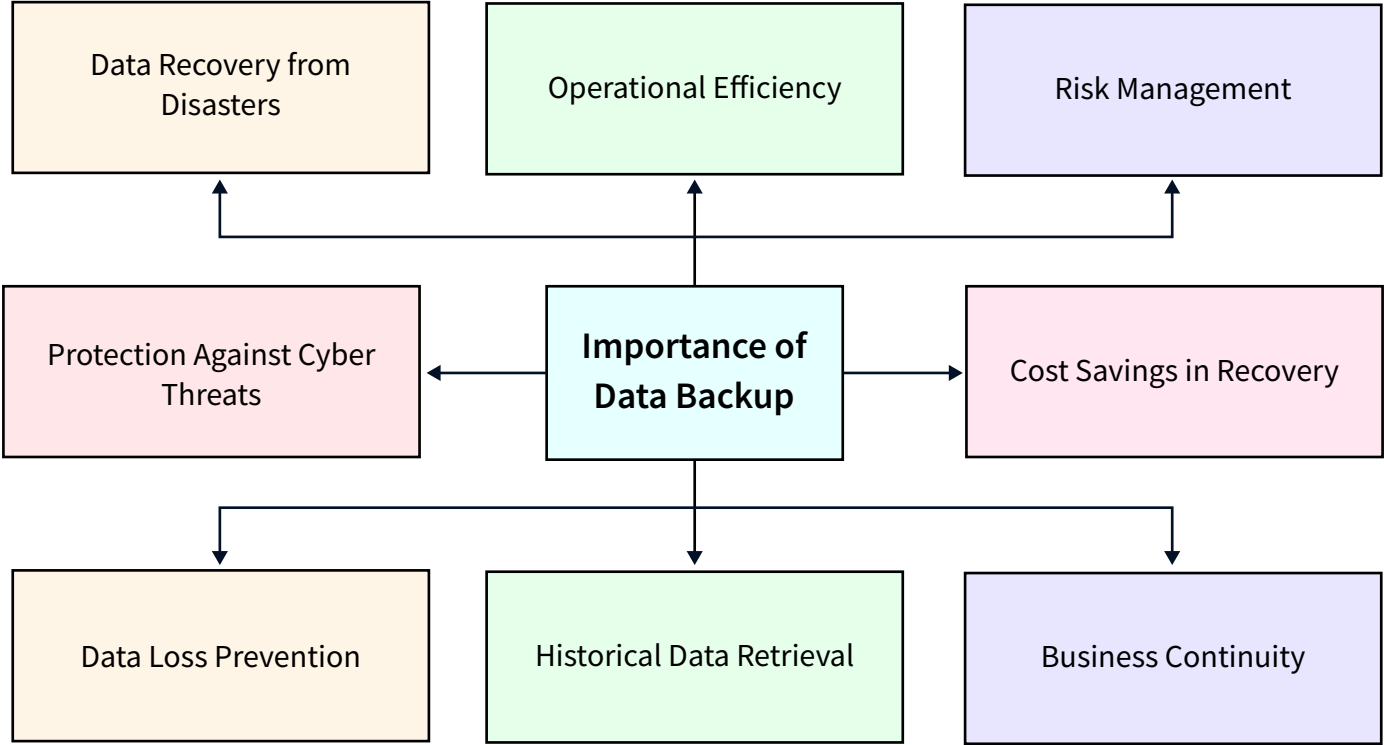 Data Recovery from
Disasters
Operational Efficiency
Risk Management
Protection Against Cyber
Threats
Importance of
Data Backup
Cost Savings in Recovery
Data Loss Prevention
Historical Data Retrieval
Business Continuity